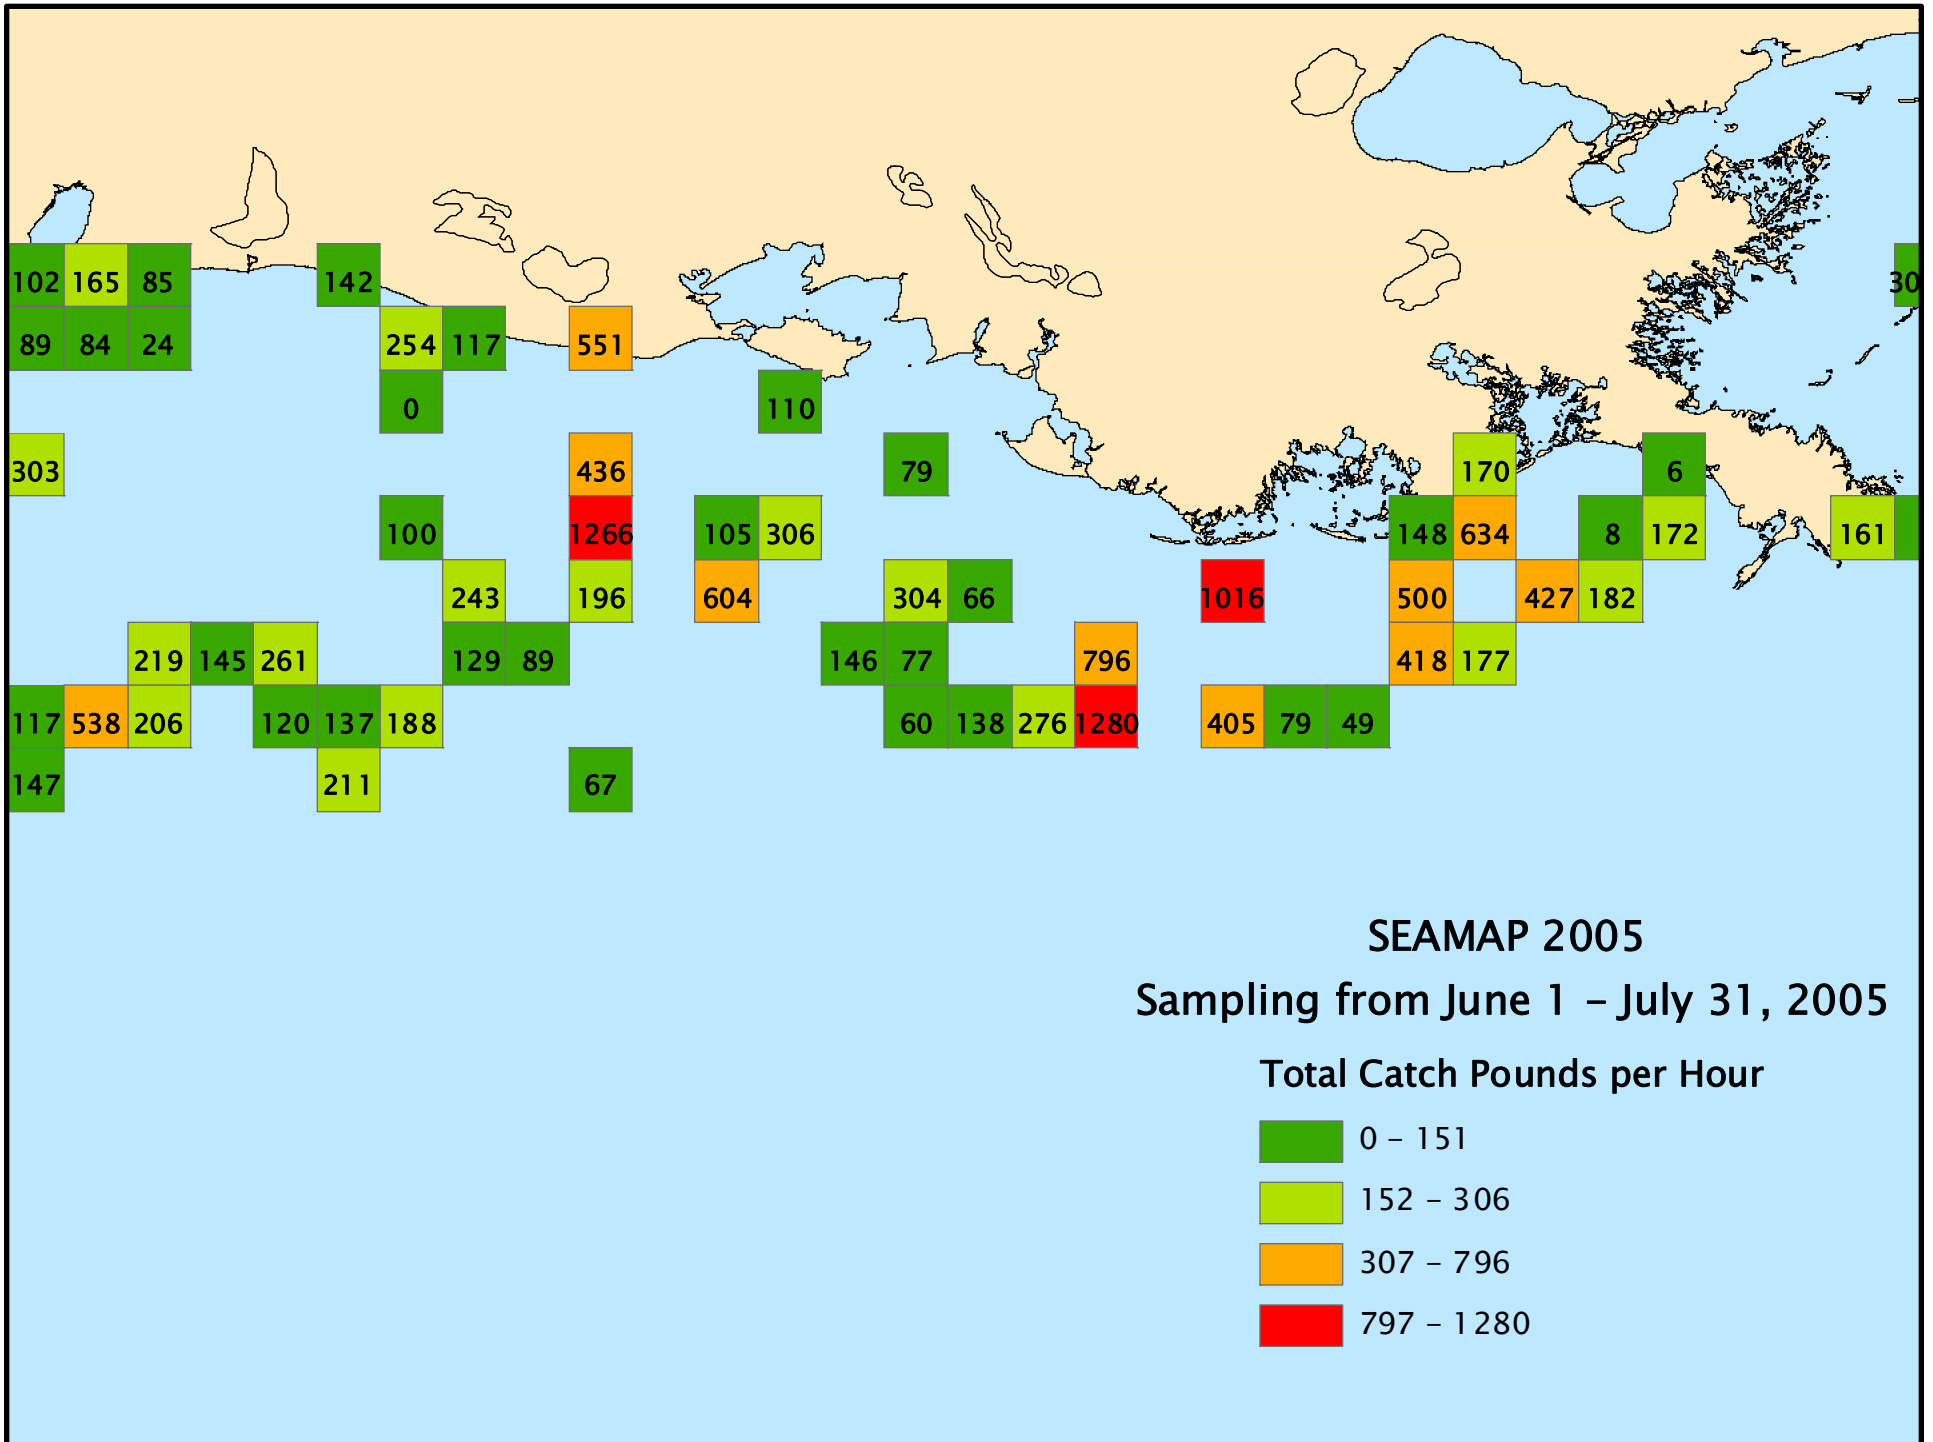 102 165 85 142 30
89 84 24 254 117 551
0 110
303 436 79 170 6
100 1266 105 306 148 634 8 172 161
243 196 604 304 66 1016 500 427 182
219 145 261 129 89 146 77 796 418 177
117 538 206 120 137 188 60 138 276 1280 405 79 49
147 211 67
SEAMAP 2005
Sampling from June 1 - July 31, 2005
Total Catch Pounds per Hour
0 - 151
152 - 306
307 - 796
797 - 1280